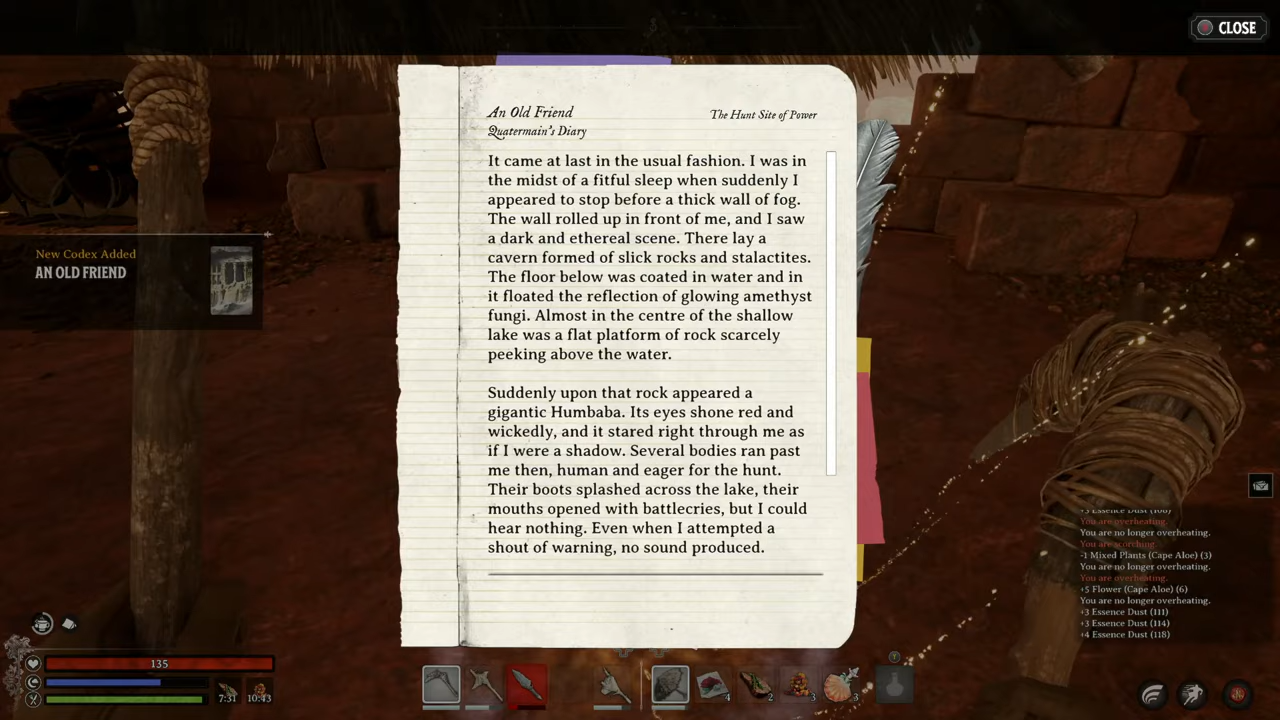 CLOSE
An Old Friend
The Hunt Site of Power
Quatermain's Diary
It came at last in the usual fashion. I was in
the midst of a fitful sleep when suddenly I
appeared to stop before a thick wall of fog.
The wall rolled up in front of me, and I saw
a dark and ethereal scene. There lay a
cavern formed of slick rocks and stalactites.
The floor below was coated in water and in
it floated the reflection of glowing amethyst
fungi. Almost in the centre of the shallow
lake was a flat platform of rock scarcely
peeking above the water.
Suddenly upon that rock appeared a
gigantic Humbaba. Its eyes shone red and
wickedly, and it stared right through me as
if I were a shadow. Several bodies ran past
me then, human and eager for the hunt.
Their boots splashed across the lake, their
mouths opened with battlecries, but I could
hear nothing. Even when I attempted a
shout of warning, no sound produced.
New Codex Added
AN OLD FRIEND
+3 Essence Dust (108)
You are overheating.
You are no longer overheating.
You are scorching.
-1 Mixed Plants (Cape Aloe) (3)
You are no longer overheating.
You are overheating.
+5 Flower (Cape Aloe) (6)
You are no longer overheating.
+3 Essence Dust (111)
+3 Essence Dust (114)
+4 Essence Dust (118)
135
7:31
10:43
4
2
3
3